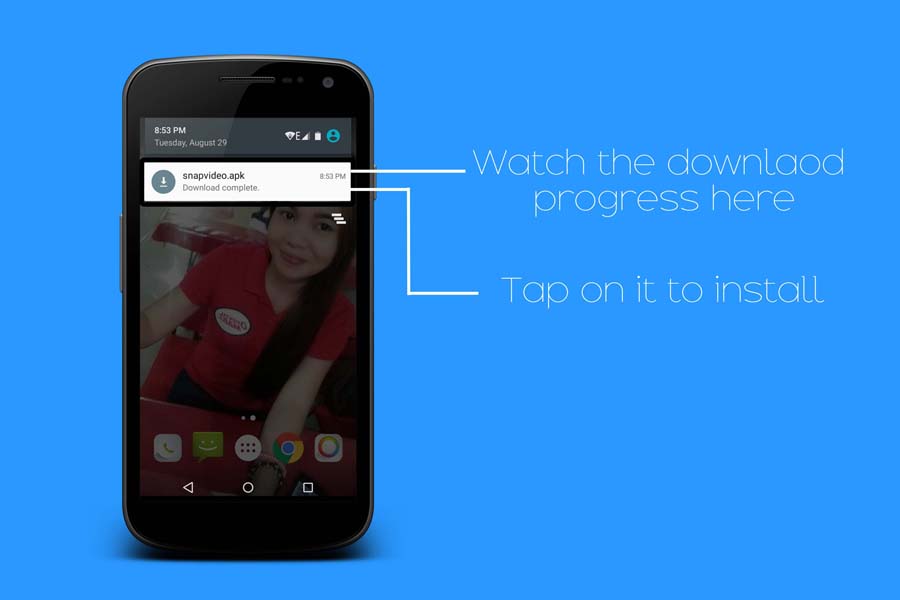 8:53 PM
Tuesday, August 29
E
snapvideo.apk 8:53 PM
Download complete.
Watch the downlaod
progress here
Tap on it to install